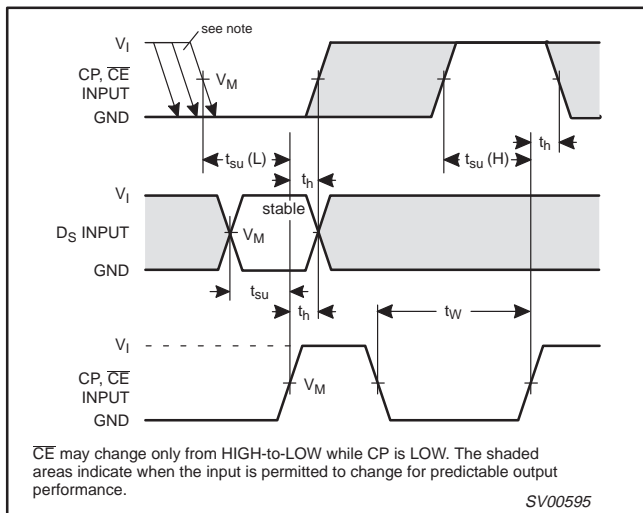 see note
V_I
CP, C̅E̅
INPUT
V_M
GND
t_su (L)
t_h
t_su (H)
t_h
V_I
stable
D_S INPUT
V_M
GND
t_su
t_h
t_W
V_I
CP, C̅E̅
INPUT
V_M
GND
C̅E̅ may change only from HIGH-to-LOW while CP is LOW. The shaded
areas indicate when the input is permitted to change for predictable output
performance.
SV00595